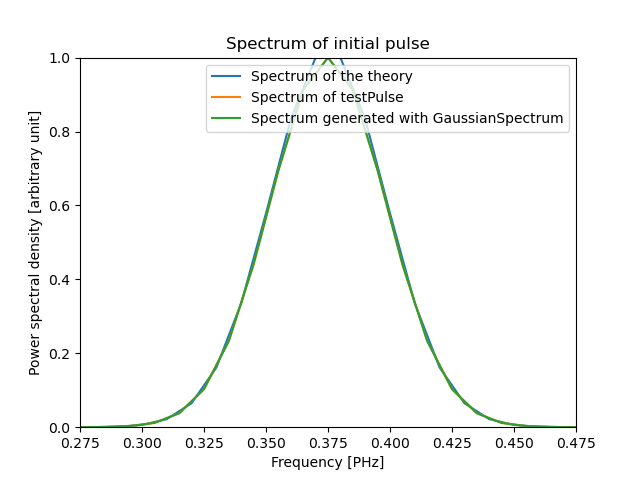 Spectrum of initial pulse
Spectrum of the theory
Spectrum of testPulse
Spectrum generated with GaussianSpectrum
1.0
0.8
0.6
0.4
0.2
0.0
Power spectral density [arbitrary unit]
0.275 0.300 0.325 0.350 0.375 0.400 0.425 0.450 0.475
Frequency [PHz]